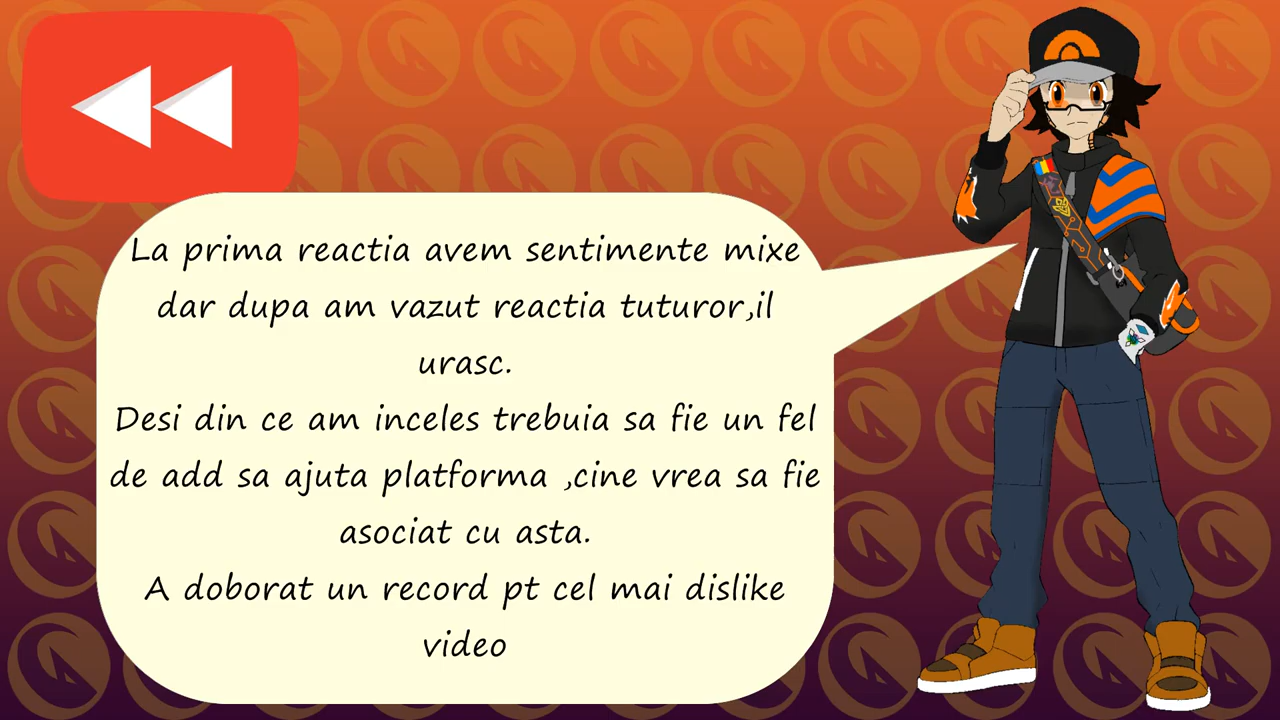 La prima reactia avem sentimente mixe
dar dupa am vazut reactia tuturor,il
urasc.
Desi din ce am inceles trebuia sa fie un fel
de add sa ajuta platforma ,cine vrea sa fie
asociat cu asta.
A doborat un record pt cel mai dislike
video